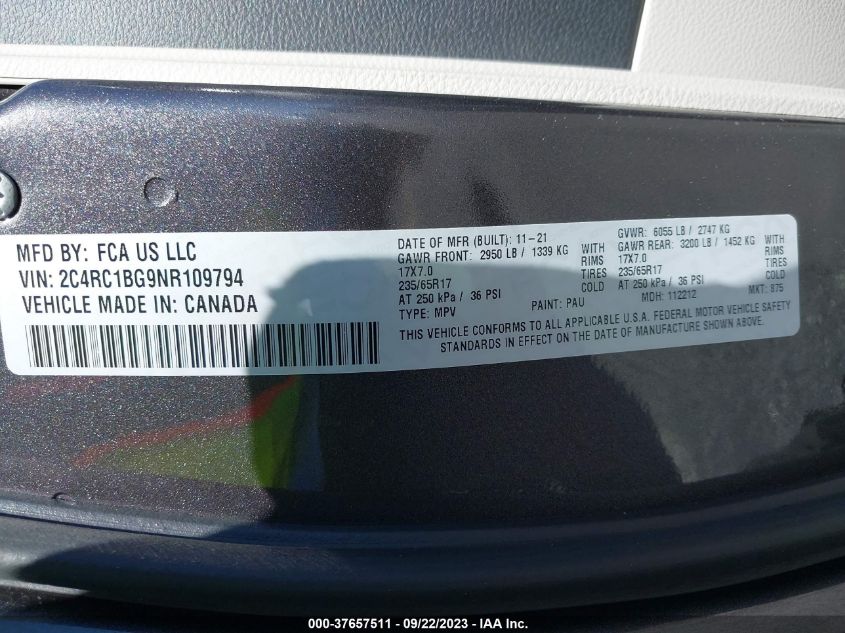 MFD BY: FCA US LLC
VIN: 2C4RC1BG9NR109794
VEHICLE MADE IN: CANADA
DATE OF MFR (BUILT): 11-21
GVWR: 6055 LB / 2747 KG
GAWR FRONT: 2950 LB / 1339 KG WITH
GAWR REAR: 3200 LB / 1452 KG WITH
17X7.0 RIMS
17X7.0 RIMS
235/65R17 TIRES
235/65R17 TIRES
AT 250 kPa / 36 PSI COLD
AT 250 kPa / 36 PSI COLD
TYPE: MPV PAINT: PAU MDH: 112212 MKT: 875
THIS VEHICLE CONFORMS TO ALL APPLICABLE U.S.A. FEDERAL MOTOR VEHICLE SAFETY
STANDARDS IN EFFECT ON THE DATE OF MANUFACTURE SHOWN ABOVE.
000-37657511 - 09/22/2023 - IAA Inc.